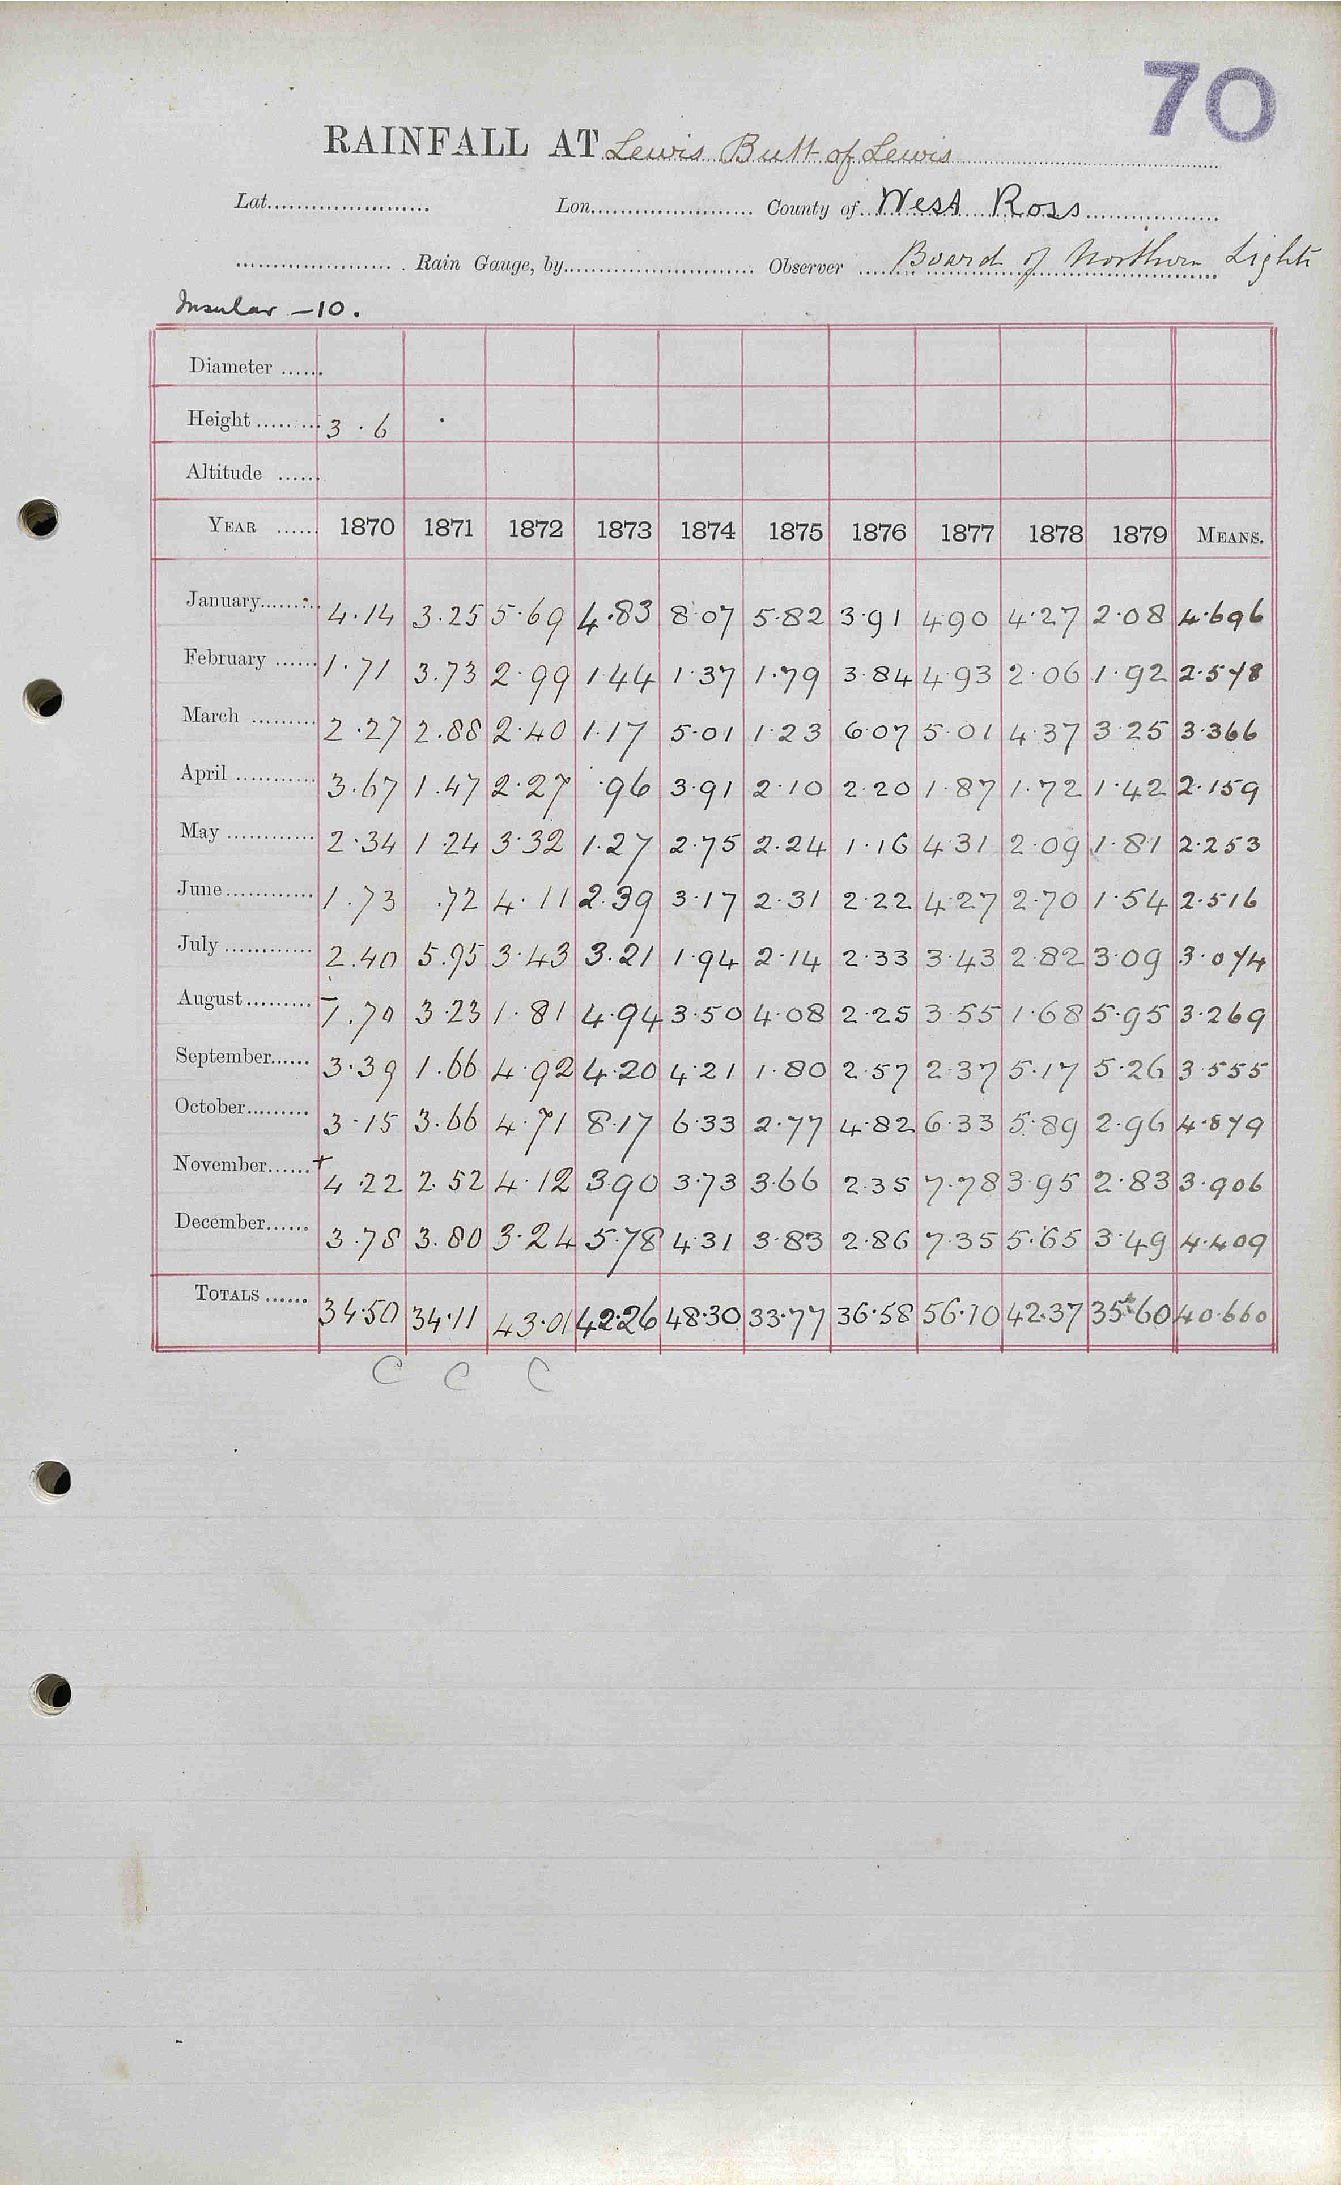 70
RAINFALL AT Lewis Butt of Lewis
Lat. Lon. County of West Ross
Rain Gauge, by Observer Board of Northern Lights
Insular - 10.
Diameter
Height 3.6
Altitude
YEAR 1870 1871 1872 1873 1874 1875 1876 1877 1878 1879 MEANS.
January 4.14 3.25 5.69 4.83 8.07 5.82 3.91 4.90 4.27 2.08 4.696
February 1.71 3.73 2.99 1.44 1.37 1.79 3.84 4.93 2.06 1.92 2.578
March 2.27 2.88 2.40 1.17 5.01 1.23 6.07 5.01 4.37 3.25 3.366
April 3.67 1.47 2.27 .96 3.91 2.10 2.20 1.87 1.72 1.42 2.159
May 2.34 1.24 3.32 1.27 2.75 2.24 1.16 4.31 2.09 1.81 2.253
June 1.73 .72 4.11 2.39 3.17 2.31 2.22 4.27 2.70 1.54 2.516
July 2.40 5.95 3.43 3.21 1.94 2.14 2.33 3.43 2.82 3.09 3.074
August 1.70 3.23 1.81 4.94 3.50 4.08 2.25 3.55 1.68 5.95 3.269
September 3.39 1.66 4.92 4.20 4.21 1.80 2.57 2.37 5.17 5.26 3.555
October 3.15 3.66 4.71 8.17 6.33 2.77 4.82 6.33 5.89 2.96 4.879
November + 4.22 2.52 4.12 3.90 3.73 3.66 2.35 7.78 3.95 2.83 3.906
December 3.78 3.80 3.24 5.78 4.31 3.83 2.86 7.35 5.65 3.49 4.409
TOTALS 34.50 34.11 43.01 42.26 48.30 33.77 36.58 56.10 42.37 35.60 40.660
C C C